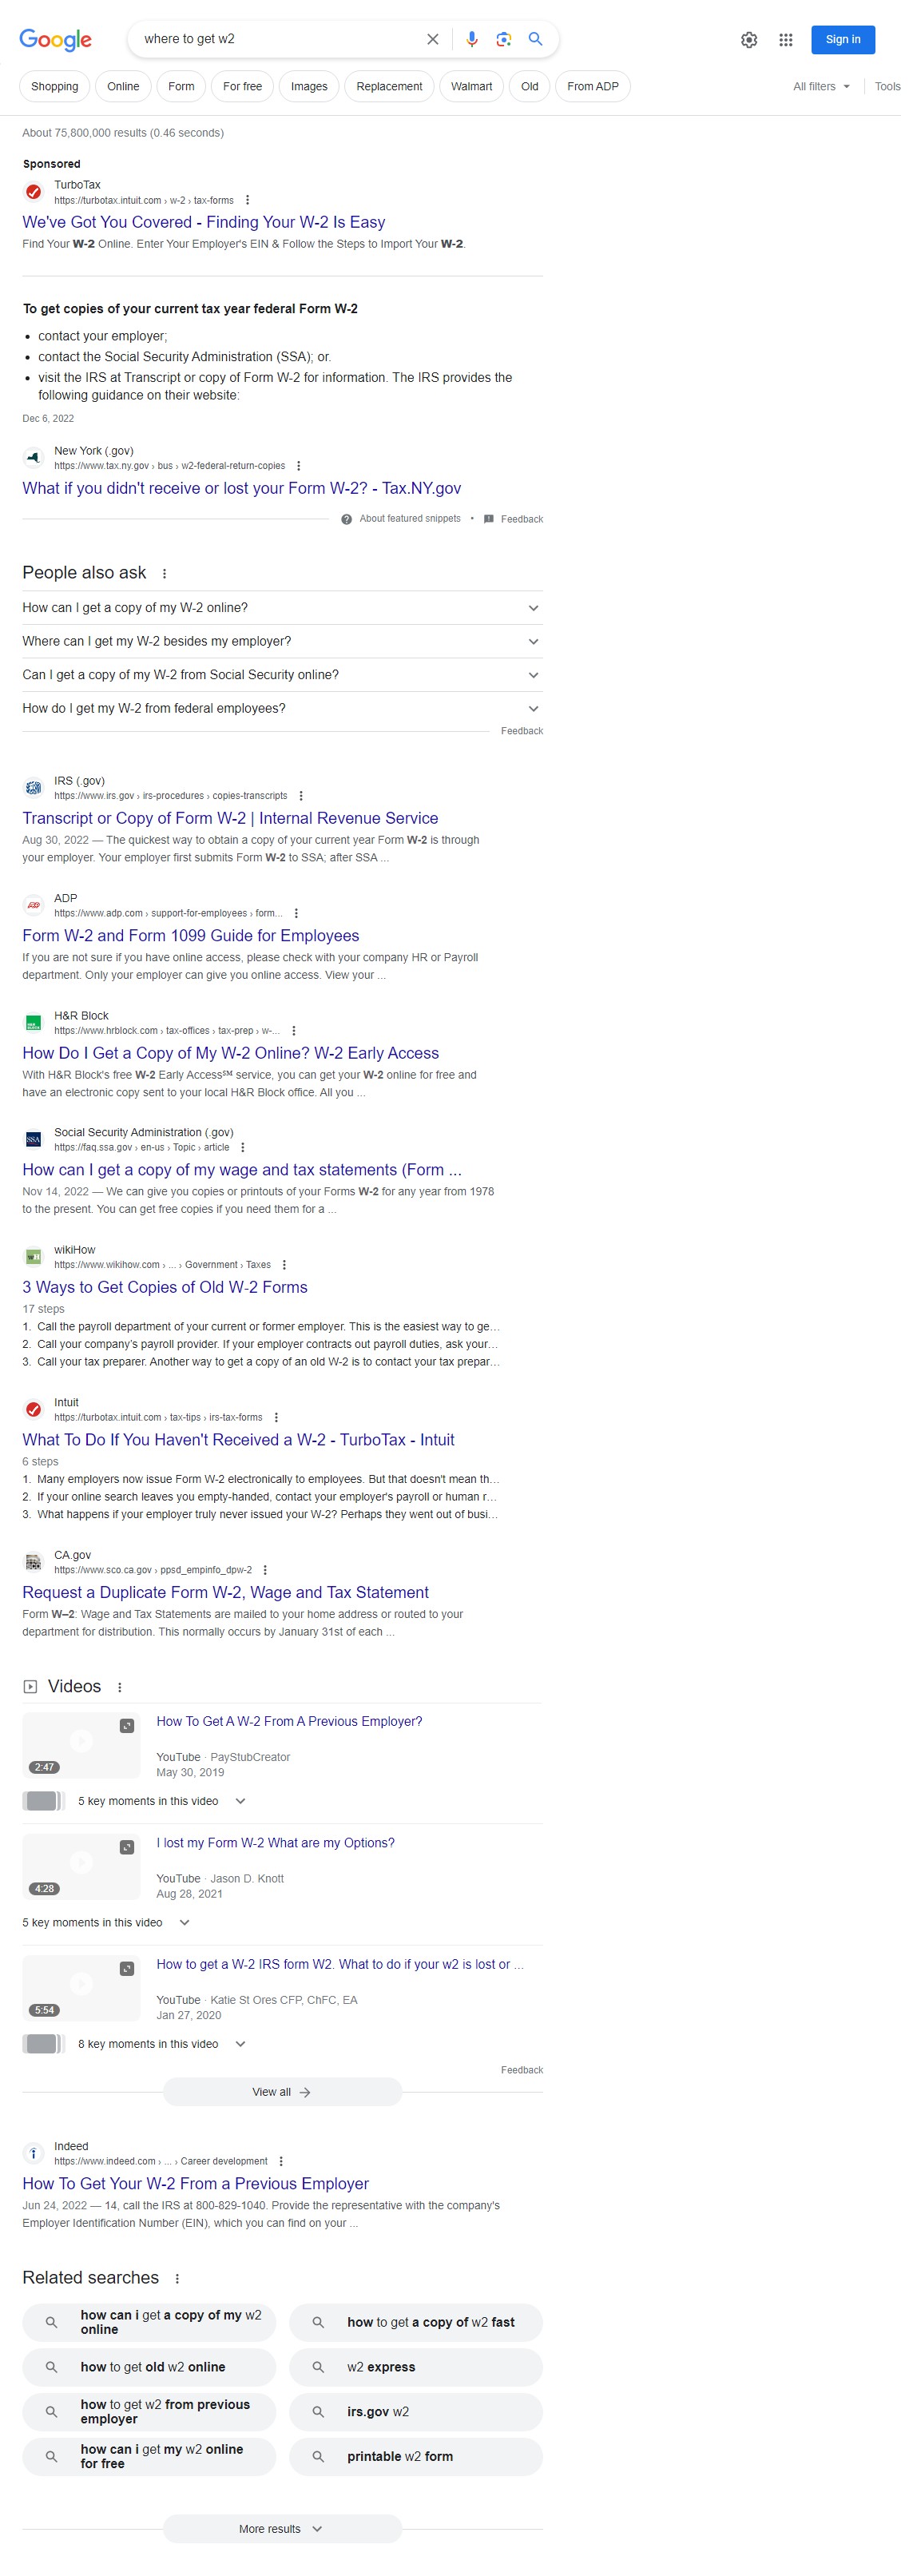 Google
where to get w2
Sign in
Shopping
Online
Form
For free
Images
Replacement
Walmart
Old
From ADP
All filters
Tools
About 75,800,000 results (0.46 seconds)
Sponsored
TurboTax
https://turbotax.intuit.com › w-2 › tax-forms
We've Got You Covered - Finding Your W-2 Is Easy
Find Your W-2 Online. Enter Your Employer's EIN & Follow the Steps to Import Your W-2.
To get copies of your current tax year federal Form W-2
• contact your employer;
• contact the Social Security Administration (SSA); or.
• visit the IRS at Transcript or copy of Form W-2 for information. The IRS provides the
following guidance on their website:
Dec 6, 2022
New York (.gov)
https://www.tax.ny.gov › bus › w2-federal-return-copies
What if you didn't receive or lost your Form W-2? - Tax.NY.gov
About featured snippets • Feedback
People also ask
How can I get a copy of my W-2 online?
Where can I get my W-2 besides my employer?
Can I get a copy of my W-2 from Social Security online?
How do I get my W-2 from federal employees?
Feedback
IRS (.gov)
https://www.irs.gov › irs-procedures › copies-transcripts
Transcript or Copy of Form W-2 | Internal Revenue Service
Aug 30, 2022 — The quickest way to obtain a copy of your current year Form W-2 is through
your employer. Your employer first submits Form W-2 to SSA; after SSA ...
ADP
https://www.adp.com › support-for-employees › form...
Form W-2 and Form 1099 Guide for Employees
If you are not sure if you have online access, please check with your company HR or Payroll
department. Only your employer can give you online access. View your ...
H&R Block
https://www.hrblock.com › tax-offices › tax-prep › w-...
How Do I Get a Copy of My W-2 Online? W-2 Early Access
With H&R Block's free W-2 Early Access℠ service, you can get your W-2 online for free and
have an electronic copy sent to your local H&R Block office. All you ...
SSA
Social Security Administration (.gov)
https://faq.ssa.gov › en-us › Topic › article
How can I get a copy of my wage and tax statements (Form ...
Nov 14, 2022 — We can give you copies or printouts of your Forms W-2 for any year from 1978
to the present. You can get free copies if you need them for a ...
wH
wikiHow
https://www.wikihow.com › ... › Government › Taxes
3 Ways to Get Copies of Old W-2 Forms
17 steps
1. Call the payroll department of your current or former employer. This is the easiest way to ge...
2. Call your company's payroll provider. If your employer contracts out payroll duties, ask your...
3. Call your tax preparer. Another way to get a copy of an old W-2 is to contact your tax prepar...
Intuit
https://turbotax.intuit.com › tax-tips › irs-tax-forms
What To Do If You Haven't Received a W-2 - TurboTax - Intuit
6 steps
1. Many employers now issue Form W-2 electronically to employees. But that doesn't mean th...
2. If your online search leaves you empty-handed, contact your employer's payroll or human r...
3. What happens if your employer truly never issued your W-2? Perhaps they went out of busi...
CA.gov
https://www.sco.ca.gov › ppsd_empinfo_dpw-2
Request a Duplicate Form W-2, Wage and Tax Statement
Form W–2: Wage and Tax Statements are mailed to your home address or routed to your
department for distribution. This normally occurs by January 31st of each ...
Videos
How To Get A W-2 From A Previous Employer?
YouTube · PayStubCreator
2:47
May 30, 2019
5 key moments in this video
I lost my Form W-2 What are my Options?
YouTube · Jason D. Knott
4:28
Aug 28, 2021
5 key moments in this video
How to get a W-2 IRS form W2. What to do if your w2 is lost or ...
YouTube · Katie St Ores CFP, ChFC, EA
5:54
Jan 27, 2020
8 key moments in this video
Feedback
View all
Indeed
https://www.indeed.com › ... › Career development
How To Get Your W-2 From a Previous Employer
Jun 24, 2022 — 14, call the IRS at 800-829-1040. Provide the representative with the company's
Employer Identification Number (EIN), which you can find on your ...
Related searches
how can i get a copy of my w2
online
how to get a copy of w2 fast
how to get old w2 online
w2 express
how to get w2 from previous
employer
irs.gov w2
how can i get my w2 online
for free
printable w2 form
More results